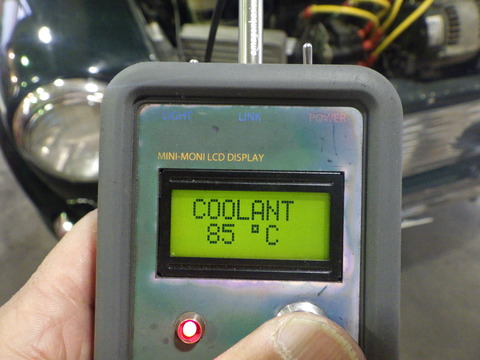 LIGHT LINK POWER
MINI-MONI LCD DISPLAY
COOLANT
85 °C